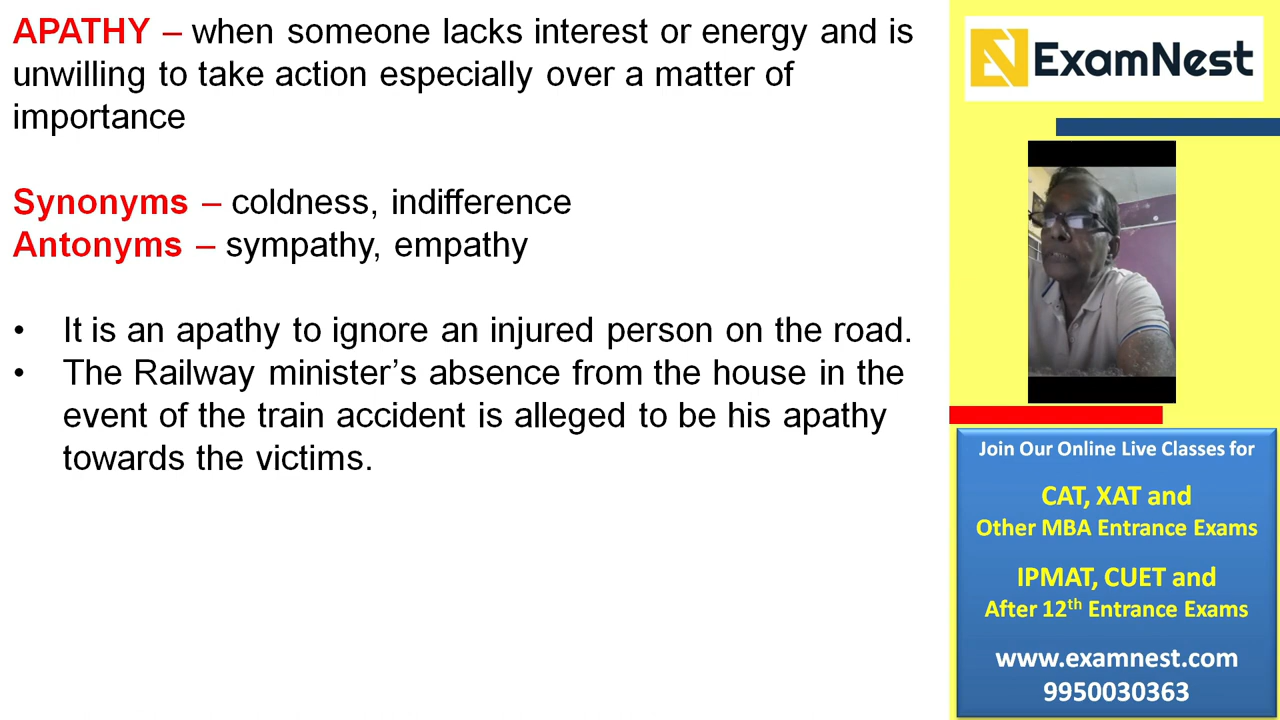 APATHY – when someone lacks interest or energy and is
unwilling to take action especially over a matter of
importance
Synonyms – coldness, indifference
Antonyms – sympathy, empathy
• It is an apathy to ignore an injured person on the road.
• The Railway minister’s absence from the house in the
event of the train accident is alleged to be his apathy
towards the victims.
ExamNest
Join Our Online Live Classes for
CAT, XAT and
Other MBA Entrance Exams
IPMAT, CUET and
After 12th Entrance Exams
www.examnest.com
9950030363